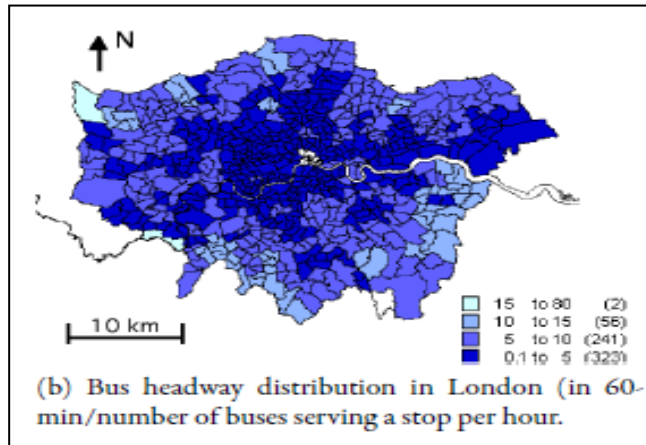 N
10 km
15 to 80 (2)
10 to 15 (56)
5 to 10 (241)
0.1 to 5 (323)
(b) Bus headway distribution in London (in 60-
min/number of buses serving a stop per hour.